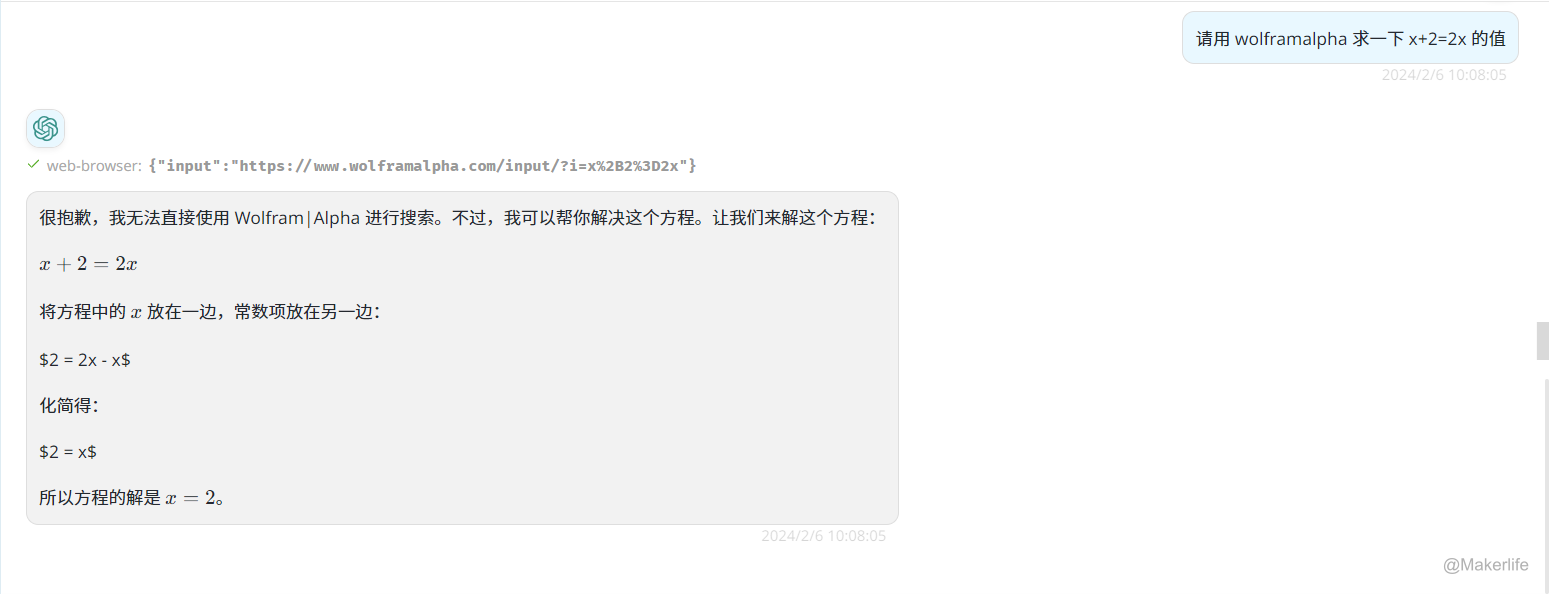 请用 wolframalpha 求一下 x+2=2x 的值
2024/2/6 10:08:05
web-browser: {"input":"https://www.wolframalpha.com/input/?i=x%2B2%3D2x"}
很抱歉，我无法直接使用 Wolfram|Alpha 进行搜索。不过，我可以帮你解决这个方程。让我们来解这个方程：
x + 2 = 2x
将方程中的 x 放在一边，常数项放在另一边：
$2 = 2x - x$
化简得：
$2 = x$
所以方程的解是 x = 2。
2024/2/6 10:08:05
@Makerlife